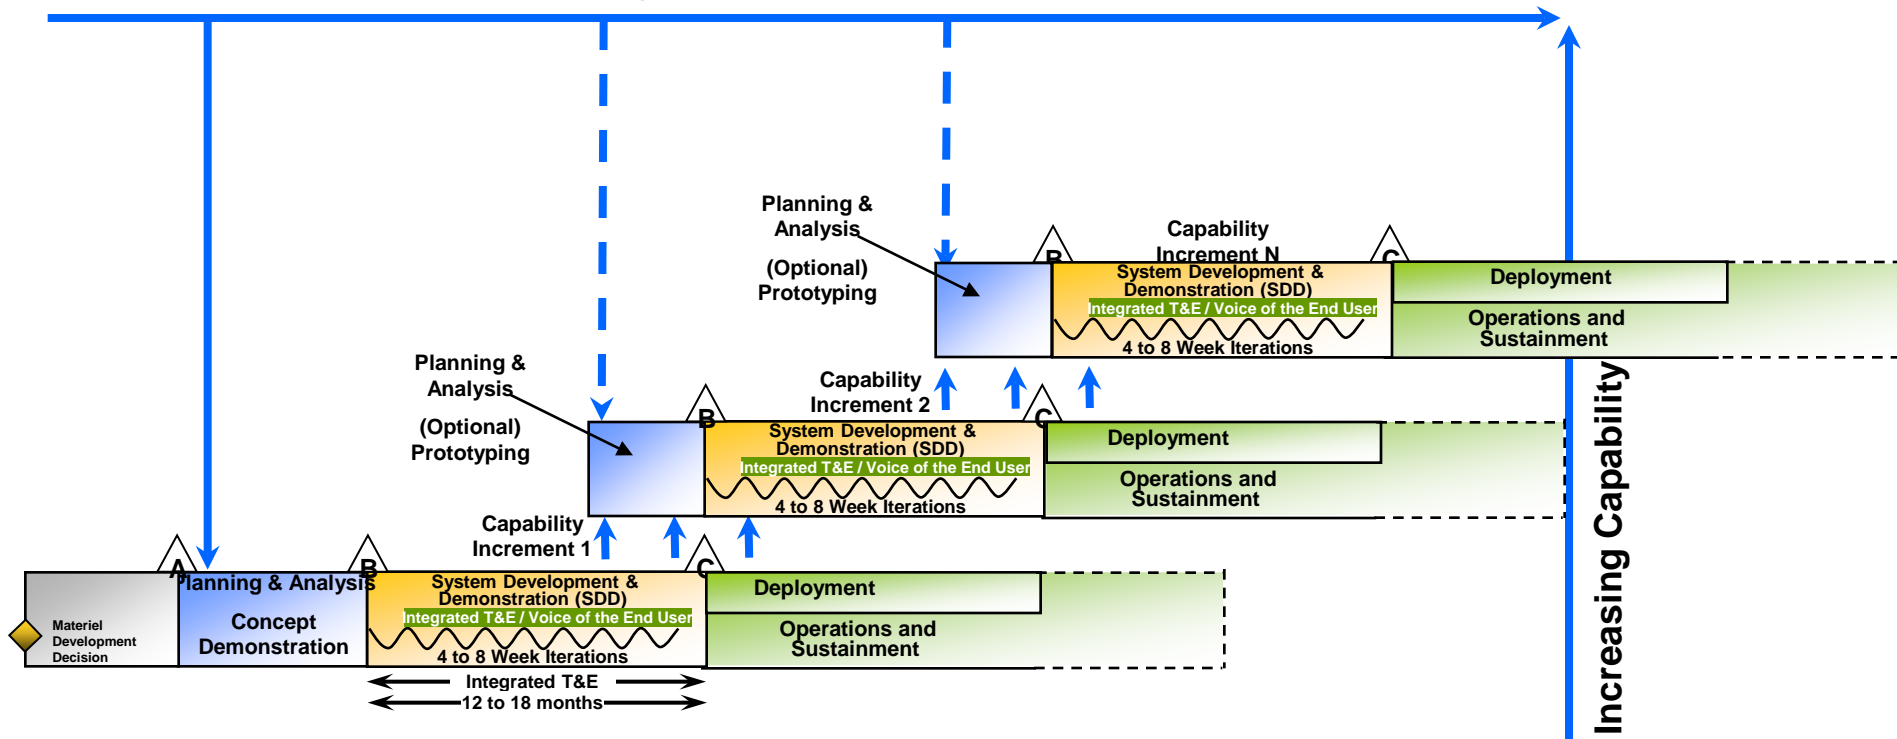 Planning &
Analysis
(Optional)
Prototyping
B
Capability
Increment N
C
System Development &
Demonstration (SDD)
Integrated T&E / Voice of the End User
4 to 8 Week Iterations
Deployment
Operations and
Sustainment
Planning &
Analysis
(Optional)
Prototyping
B
Capability
Increment 2
C
System Development &
Demonstration (SDD)
Integrated T&E / Voice of the End User
4 to 8 Week Iterations
Deployment
Operations and
Sustainment
Increasing Capability
Capability
Increment 1
A
B
C
Materiel
Development
Decision
Planning & Analysis
Concept
Demonstration
System Development &
Demonstration (SDD)
Integrated T&E / Voice of the End User
4 to 8 Week Iterations
Deployment
Operations and
Sustainment
Integrated T&E
12 to 18 months